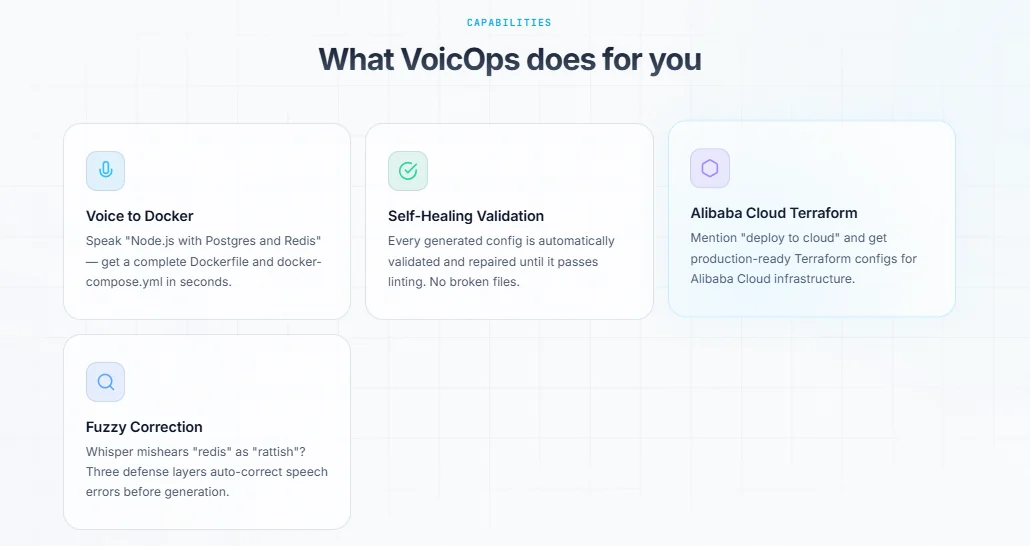 CAPABILITIES
What VoicOps does for you
Voice to Docker
Speak "Node.js with Postgres and Redis"
— get a complete Dockerfile and docker-
compose.yml in seconds.
Self-Healing Validation
Every generated config is automatically
validated and repaired until it passes
linting. No broken files.
Alibaba Cloud Terraform
Mention "deploy to cloud" and get
production-ready Terraform configs for
Alibaba Cloud infrastructure.
Fuzzy Correction
Whisper mishears "redis" as "rattish"?
Three defense layers auto-correct speech
errors before generation.